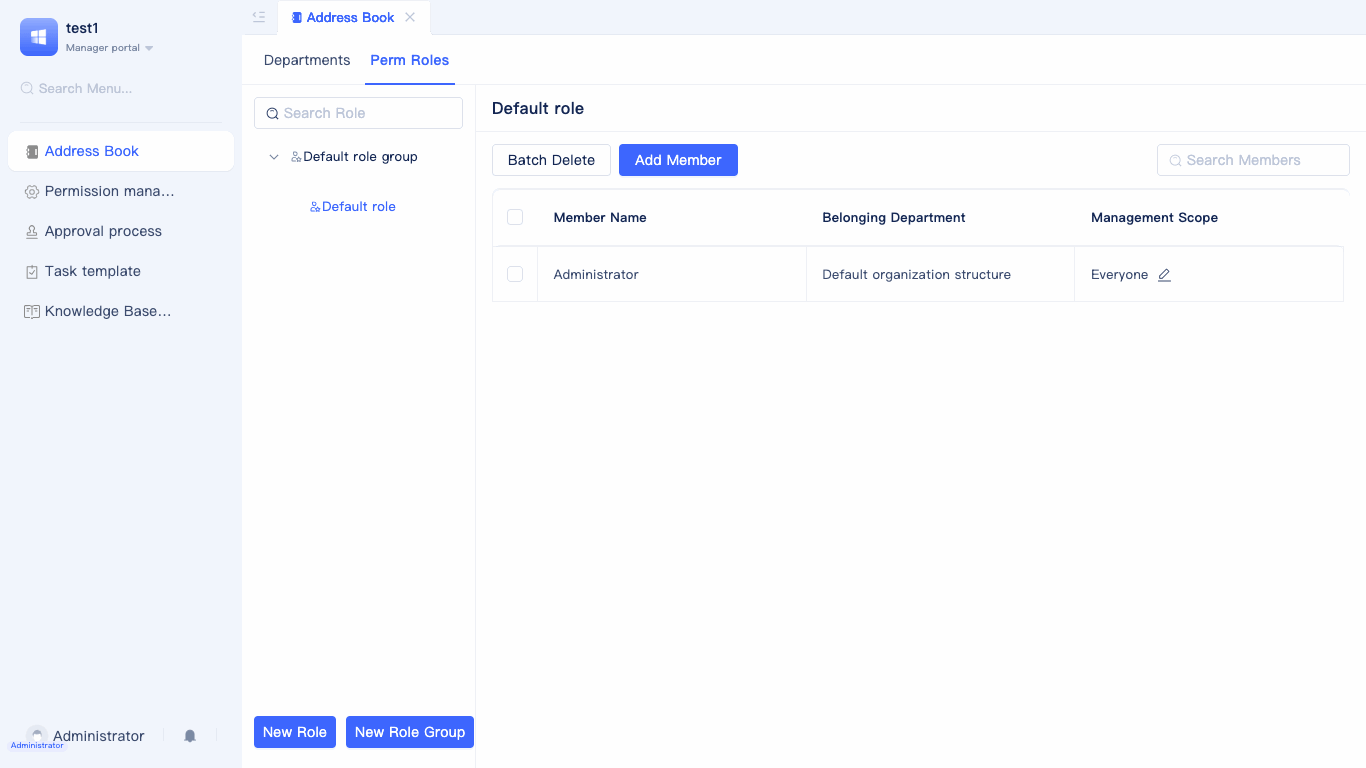 test1
Manager portal
Search Menu...
Address Book
Permission mana...
Approval process
Task template
Knowledge Base...
Administrator
Administrator
Address Book
Departments
Perm Roles
Search Role
Default role group
Default role
New Role
New Role Group
Default role
Batch Delete
Add Member
Search Members
Member Name
Belonging Department
Management Scope
Administrator
Default organization structure
Everyone